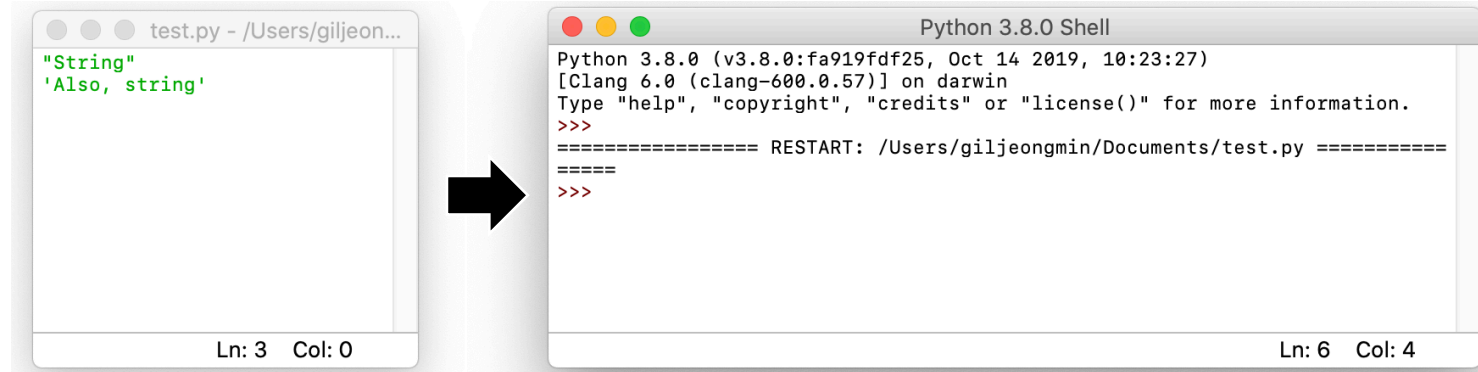 test.py - /Users/giljeon...
"String"
'Also, string'
Ln: 3 Col: 0
Python 3.8.0 Shell
Python 3.8.0 (v3.8.0:fa919fdf25, Oct 14 2019, 10:23:27)
[Clang 6.0 (clang-600.0.57)] on darwin
Type "help", "copyright", "credits" or "license()" for more information.
>>>
================= RESTART: /Users/giljeongmin/Documents/test.py ===========
=====
>>>
Ln: 6 Col: 4